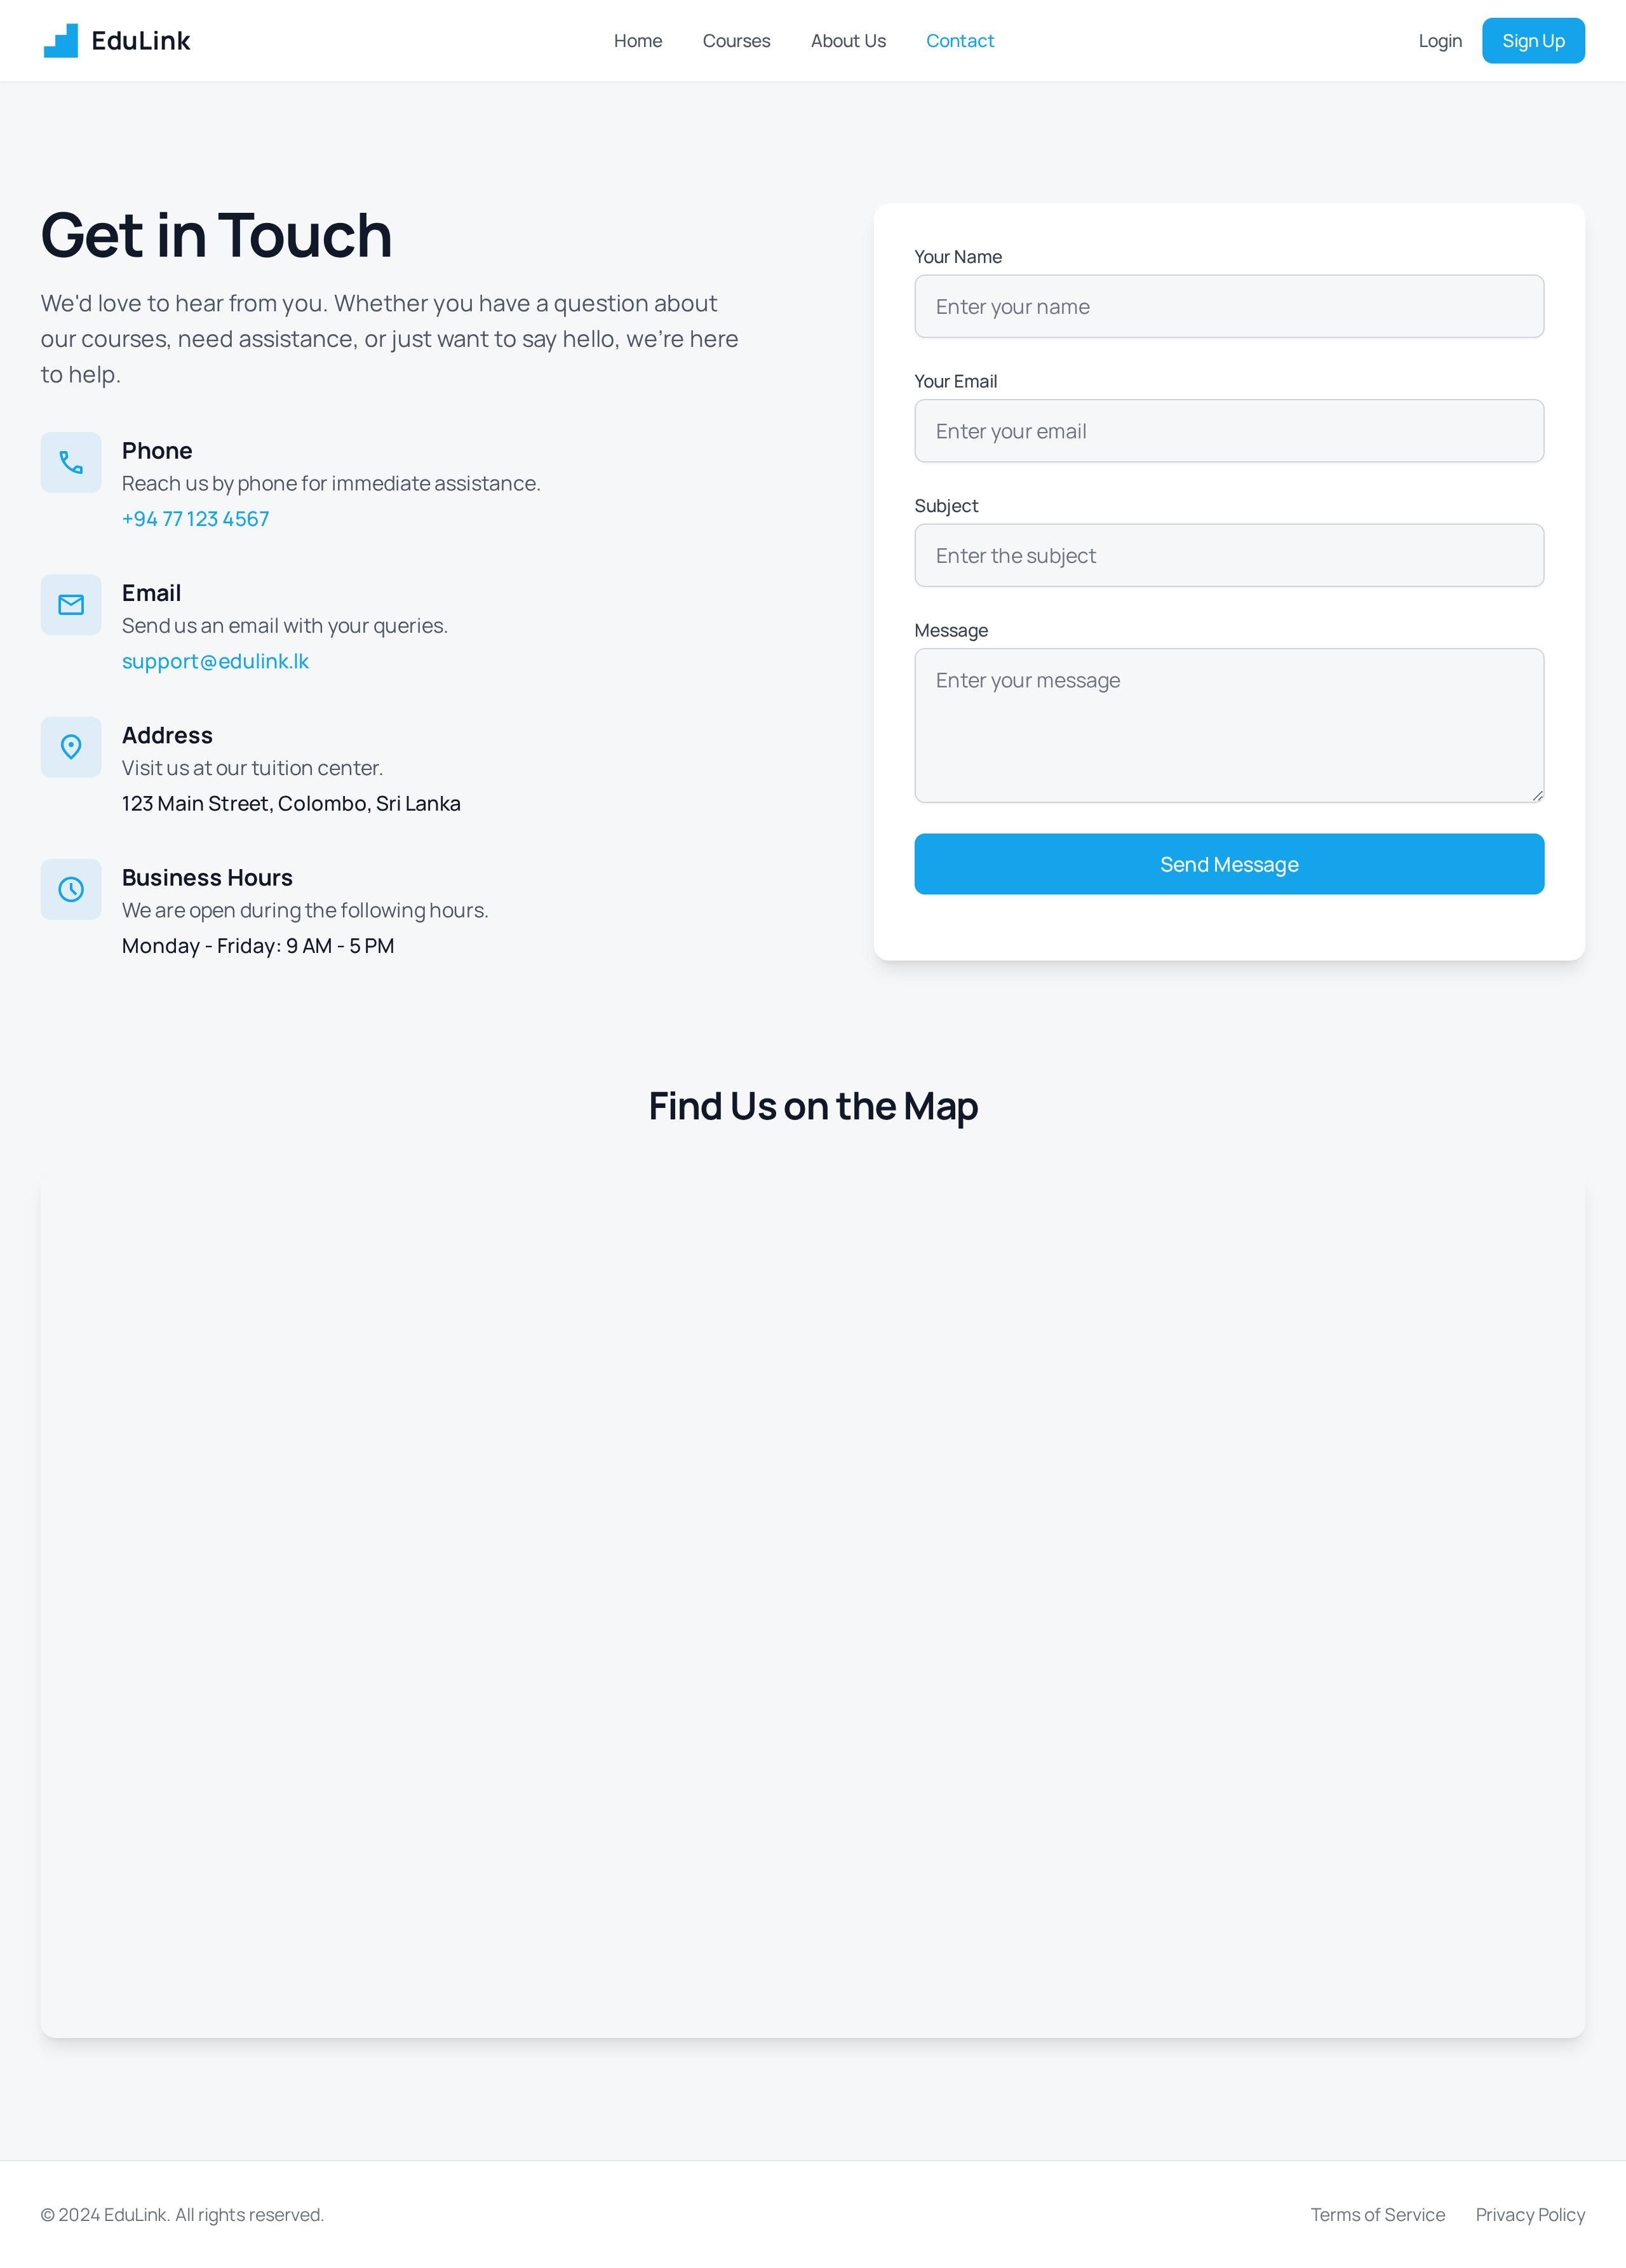 EduLink
Home
Courses
About Us
Contact
Login
Sign Up
Get in Touch
We'd love to hear from you. Whether you have a question about
our courses, need assistance, or just want to say hello, we're here
to help.
Phone
Reach us by phone for immediate assistance.
+94 77 123 4567
Email
Send us an email with your queries.
support@edulink.lk
Address
Visit us at our tuition center.
123 Main Street, Colombo, Sri Lanka
Business Hours
We are open during the following hours.
Monday - Friday: 9 AM - 5 PM
Your Name
Enter your name
Your Email
Enter your email
Subject
Enter the subject
Message
Enter your message
Send Message
Find Us on the Map
© 2024 EduLink. All rights reserved.
Terms of Service
Privacy Policy